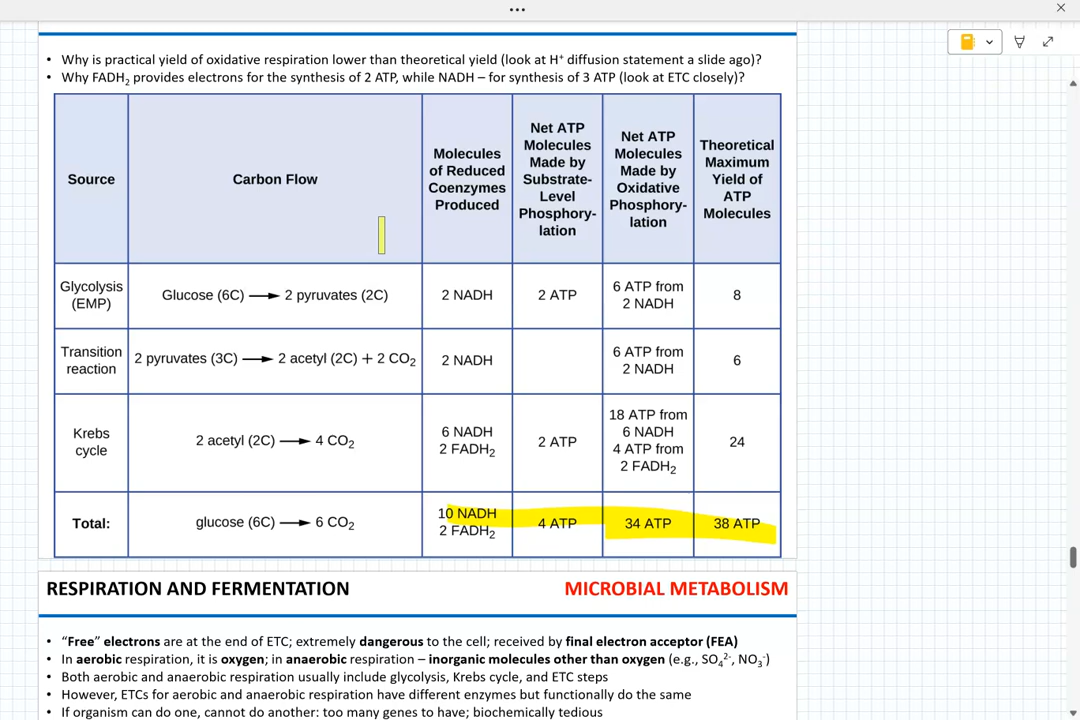 • Why is practical yield of oxidative respiration lower than theoretical yield (look at H⁺ diffusion statement a slide ago)?
• Why FADH₂ provides electrons for the synthesis of 2 ATP, while NADH – for synthesis of 3 ATP (look at ETC closely)?
Source
Carbon Flow
Molecules
of Reduced
Coenzymes
Produced
Net ATP
Molecules
Made by
Substrate-
Level
Phosphory-
lation
Net ATP
Molecules
Made by
Oxidative
Phosphory-
lation
Theoretical
Maximum
Yield of
ATP
Molecules
Glycolysis
(EMP)
Glucose (6C) ⟶ 2 pyruvates (2C)
2 NADH
2 ATP
6 ATP from
2 NADH
8
Transition
reaction
2 pyruvates (3C) ⟶ 2 acetyl (2C) + 2 CO₂
2 NADH
6 ATP from
2 NADH
6
Krebs
cycle
2 acetyl (2C) ⟶ 4 CO₂
6 NADH
2 FADH₂
2 ATP
18 ATP from
6 NADH
4 ATP from
2 FADH₂
24
Total:
glucose (6C) ⟶ 6 CO₂
10 NADH
2 FADH₂
4 ATP
34 ATP
38 ATP
RESPIRATION AND FERMENTATION
MICROBIAL METABOLISM
• “Free” electrons are at the end of ETC; extremely dangerous to the cell; received by final electron acceptor (FEA)
• In aerobic respiration, it is oxygen; in anaerobic respiration – inorganic molecules other than oxygen (e.g., SO₄²⁻, NO₃⁻)
• Both aerobic and anaerobic respiration usually include glycolysis, Krebs cycle, and ETC steps
• However, ETCs for aerobic and anaerobic respiration have different enzymes but functionally do the same
• If organism can do one, cannot do another: too many genes to have; biochemically tedious